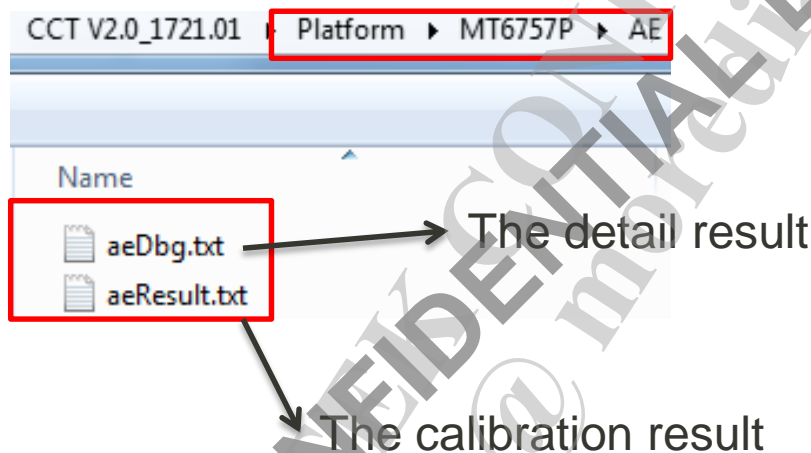 CCT V2.0_1721.01 ▸ Platform ▸ MT6757P ▸ AE
Name
aeDbg.txt
The detail result
aeResult.txt
The calibration result